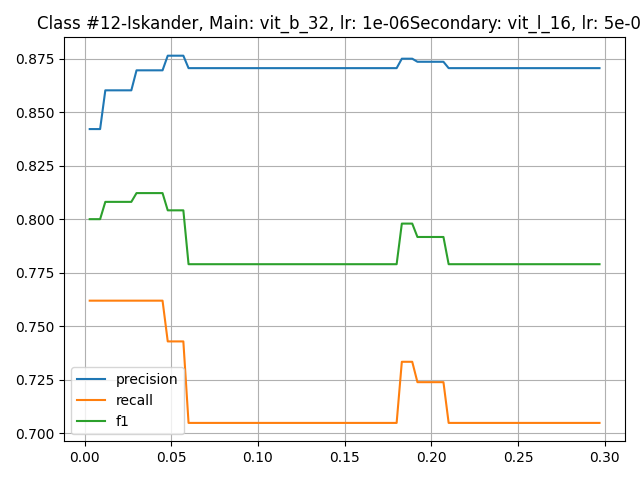 Class #12-Iskander, Main: vit_b_32, lr: 1e-06Secondary: vit_l_16, lr: 5e-0
0.875
0.850
0.825
0.800
0.775
0.750
0.725
0.700
precision
recall
f1
0.00 0.05 0.10 0.15 0.20 0.25 0.30